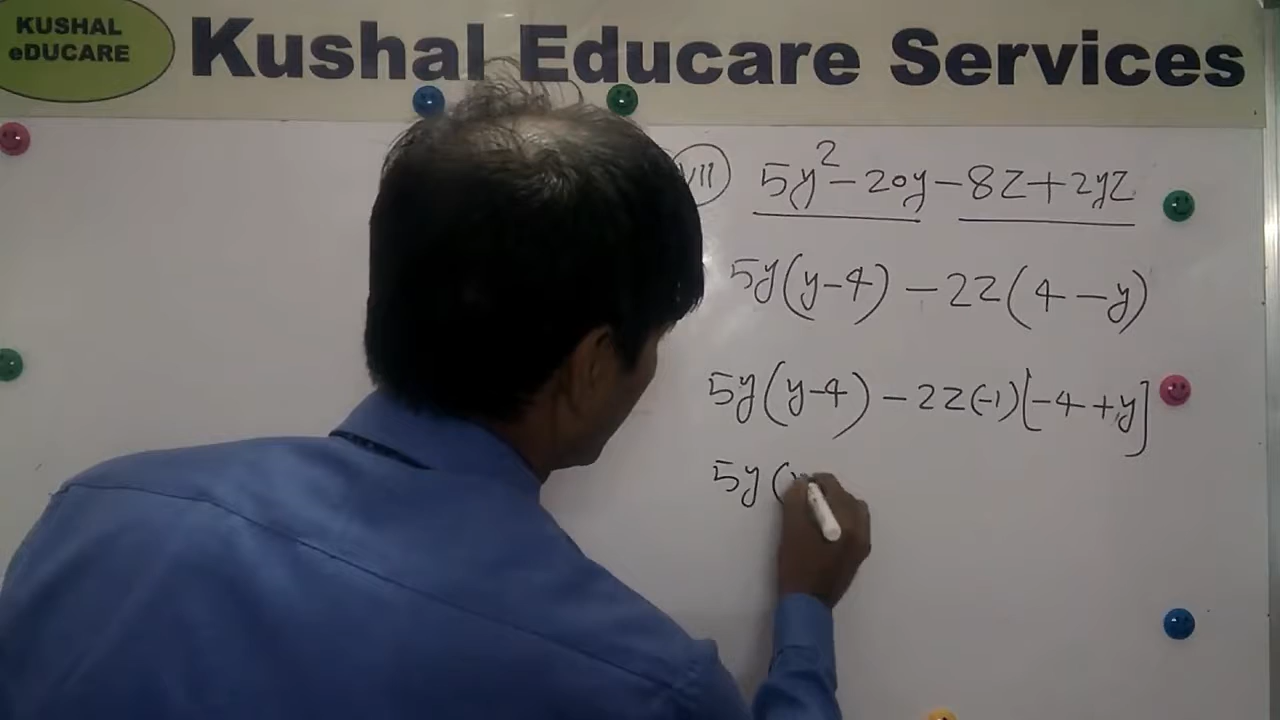 KUSHAL
eDUCARE
Kushal Educare Services
VII 5y² - 20y - 8z + 2yz
5y(y-4) - 2z(4-y)
5y(y-4) - 2z(-1)[-4+y]
5y(y